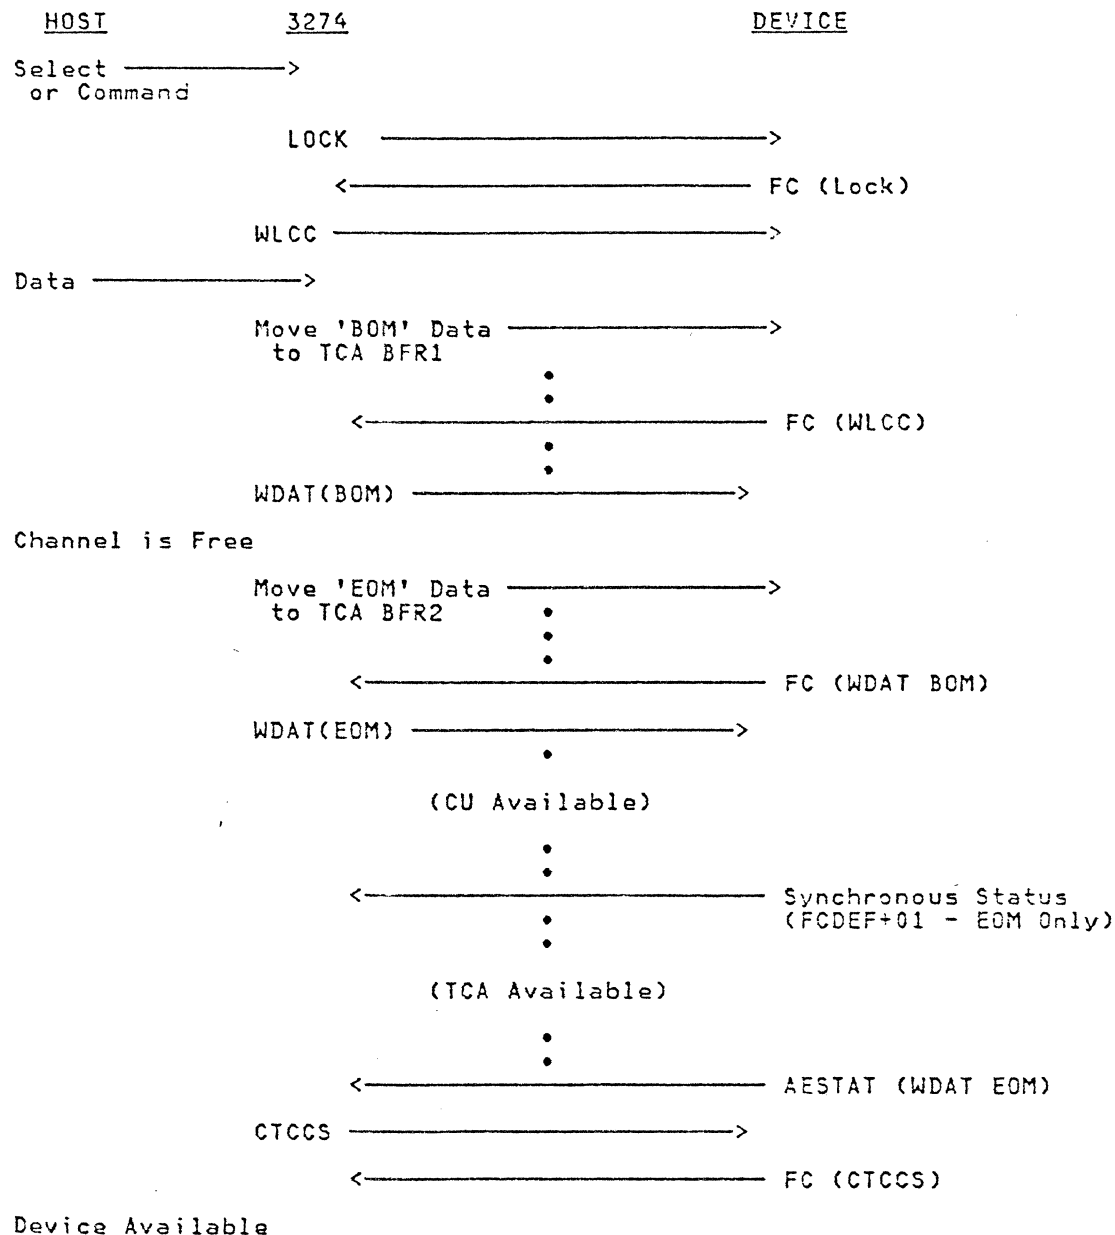 HOST 3274 DEVICE
Select
or Command
LOCK
FC (Lock)
WLCC
Data
Move 'BOM' Data
to TCA BFR1
FC (WLCC)
WDAT(BOM)
Channel is Free
Move 'EOM' Data
to TCA BFR2
FC (WDAT BOM)
WDAT(EOM)
(CU Available)
Synchronous Status
(FCDEF+01 - EOM Only)
(TCA Available)
AESTAT (WDAT EOM)
CTCCS
FC (CTCCS)
Device Available